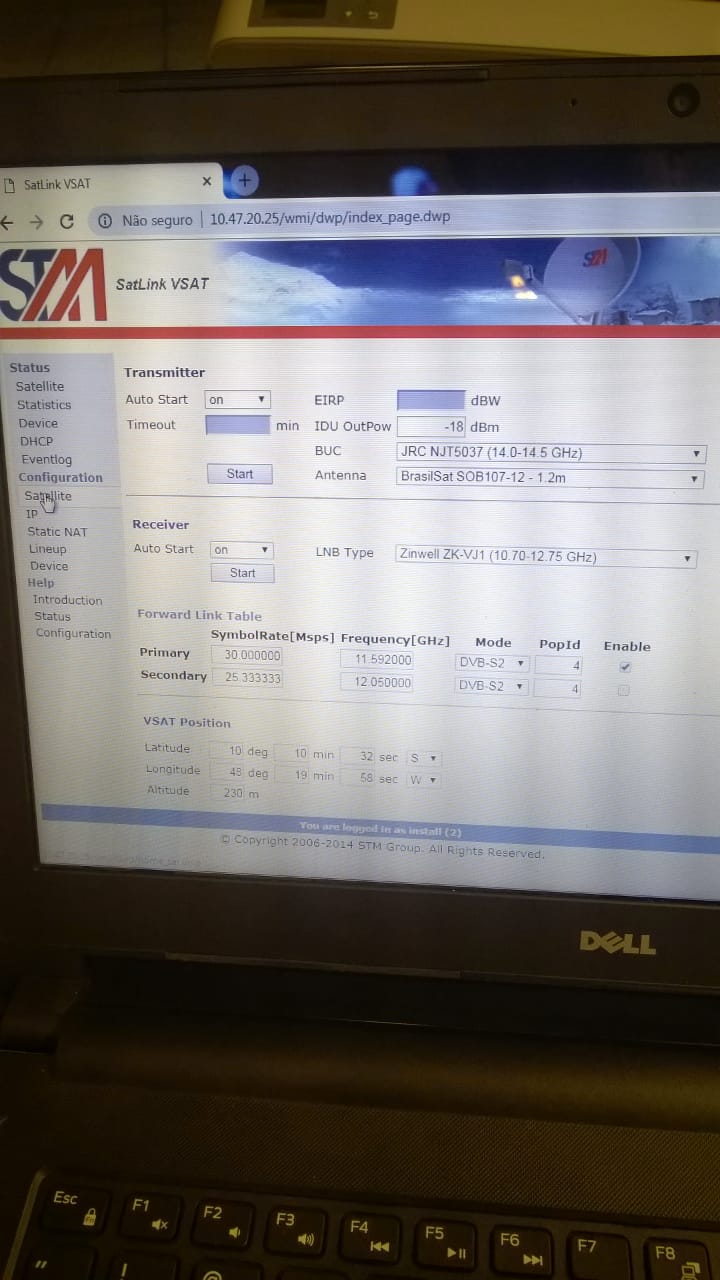 SatLink VSAT
Não seguro | 10.47.20.25/wmi/dwp/index_page.dwp
STM SatLink VSAT
STM
Status
Satellite
Statistics
Device
DHCP
Eventlog
Configuration
Satellite
IP
Static NAT
Lineup
Device
Help
Introduction
Status
Configuration
Transmitter
Auto Start on EIRP dBW
Timeout min IDU OutPow -18 dBm
BUC JRC NJT5037 (14.0-14.5 GHz)
Start Antenna BrasilSat SOB107-12 - 1.2m
Receiver
Auto Start on LNB Type Zinwell ZK-VJ1 (10.70-12.75 GHz)
Start
Forward Link Table
SymbolRate[Msps] Frequency[GHz] Mode PopId Enable
Primary 30.000000 11.592000 DVB-S2 4
Secondary 25.333333 12.050000 DVB-S2 4
VSAT Position
Latitude 10 deg 10 min 32 sec S
Longitude 48 deg 19 min 58 sec W
Altitude 230 m
You are logged in as install (2)
© Copyright 2006-2014 STM Group. All Rights Reserved.
DELL
Esc F1 F2 F3 F4 F5 F6 F7 F8
Fn
" ! @